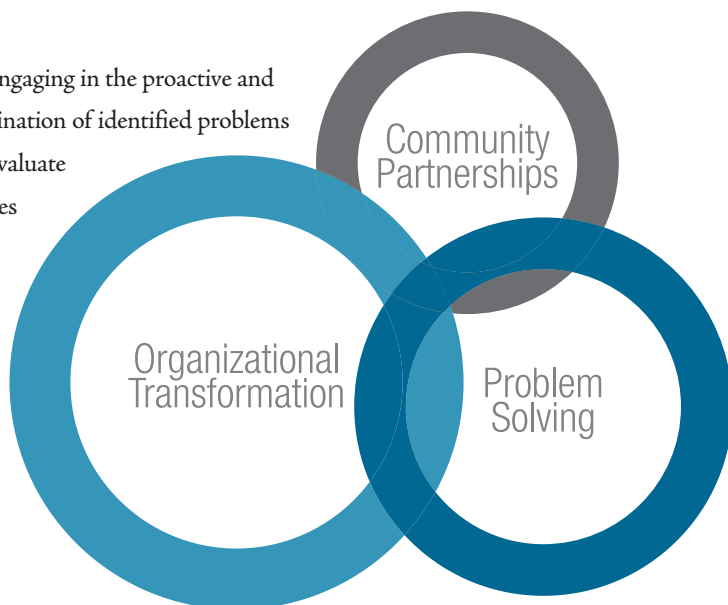 ngaging in the proactive and
ination of identified problems
valuate
es
Community
Partnerships
Organizational
Transformation
Problem
Solving